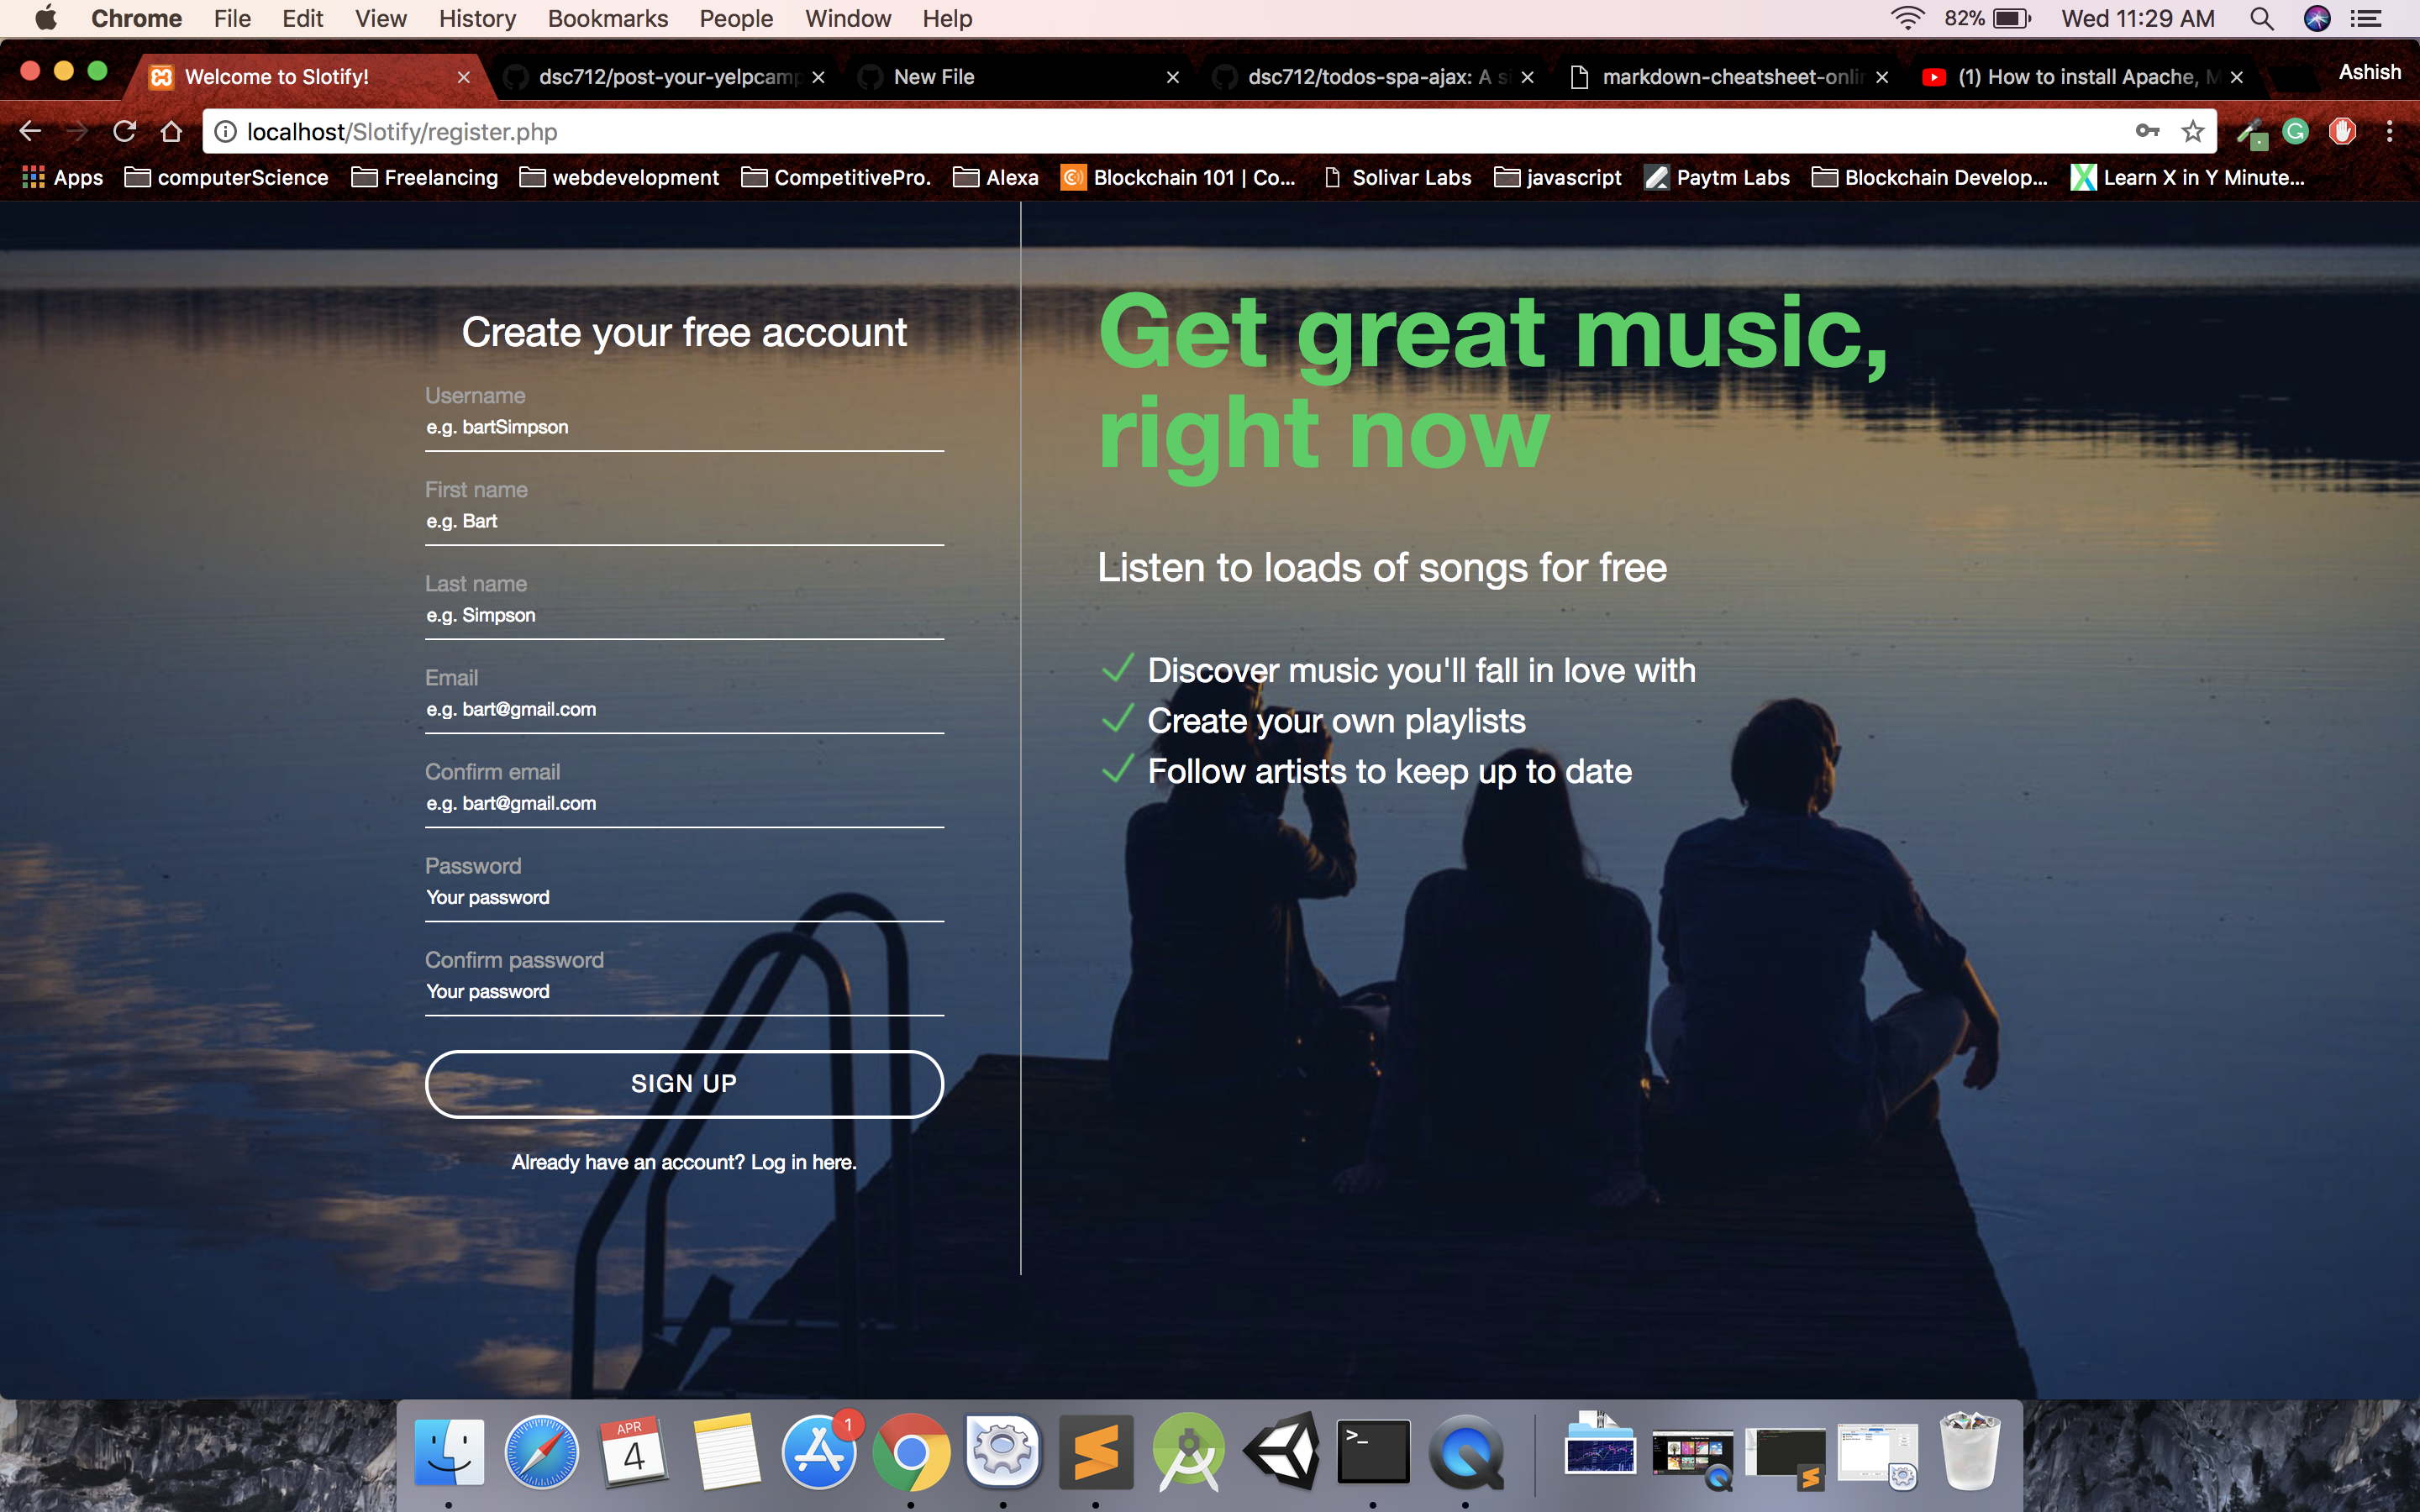 Chrome File Edit View History Bookmarks People Window Help 82% Wed 11:29 AM
Welcome to Slotify! dsc712/post-your-yelpcamp New File dsc712/todos-spa-ajax: A s markdown-cheatsheet-onli (1) How to install Apache, M Ashish
localhost/Slotify/register.php
Apps computerScience Freelancing webdevelopment CompetitivePro. Alexa Blockchain 101 | Co... Solivar Labs javascript Paytm Labs Blockchain Develop... Learn X in Y Minute...
Create your free account
Username
e.g. bartSimpson
First name
e.g. Bart
Last name
e.g. Simpson
Email
e.g. bart@gmail.com
Confirm email
e.g. bart@gmail.com
Password
Your password
Confirm password
Your password
SIGN UP
Already have an account? Log in here.
Get great music,
right now
Listen to loads of songs for free
Discover music you'll fall in love with
Create your own playlists
Follow artists to keep up to date
APR
4
1
>_